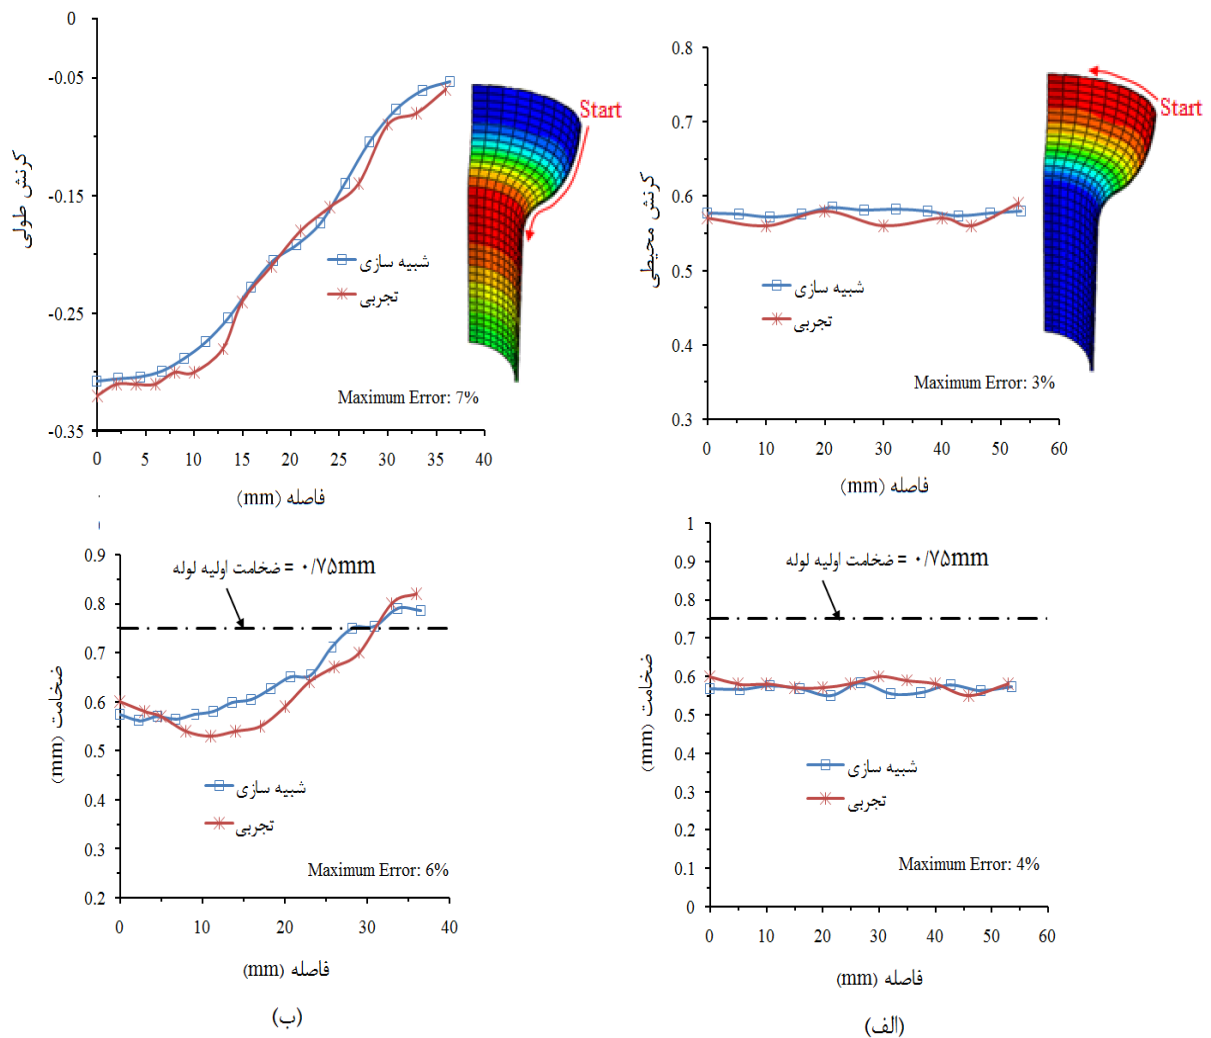 0
-0.05
-0.15
-0.25
-0.35
0 5 10 15 20 25 30 35 40
کرنش طولی
فاصله (mm)
شبیه سازی
تجربی
Maximum Error: 7%
Start
0.8
0.7
0.6
0.5
0.4
0.3
0 10 20 30 40 50 60
کرنش محیطی
فاصله (mm)
شبیه سازی
تجربی
Maximum Error: 3%
Start
0.9
0.8
0.7
0.6
0.5
0.4
0.3
0.2
0 10 20 30 40
ضخامت (mm)
فاصله (mm)
ضخامت اولیه لوله = ۰/۷۵mm
شبیه سازی
تجربی
Maximum Error: 6%
(ب)
1
0.9
0.8
0.7
0.6
0.5
0.4
0.3
0.2
0.1
0
0 10 20 30 40 50 60
ضخامت (mm)
فاصله (mm)
ضخامت اولیه لوله = ۰/۷۵mm
شبیه سازی
تجربی
Maximum Error: 4%
(الف)